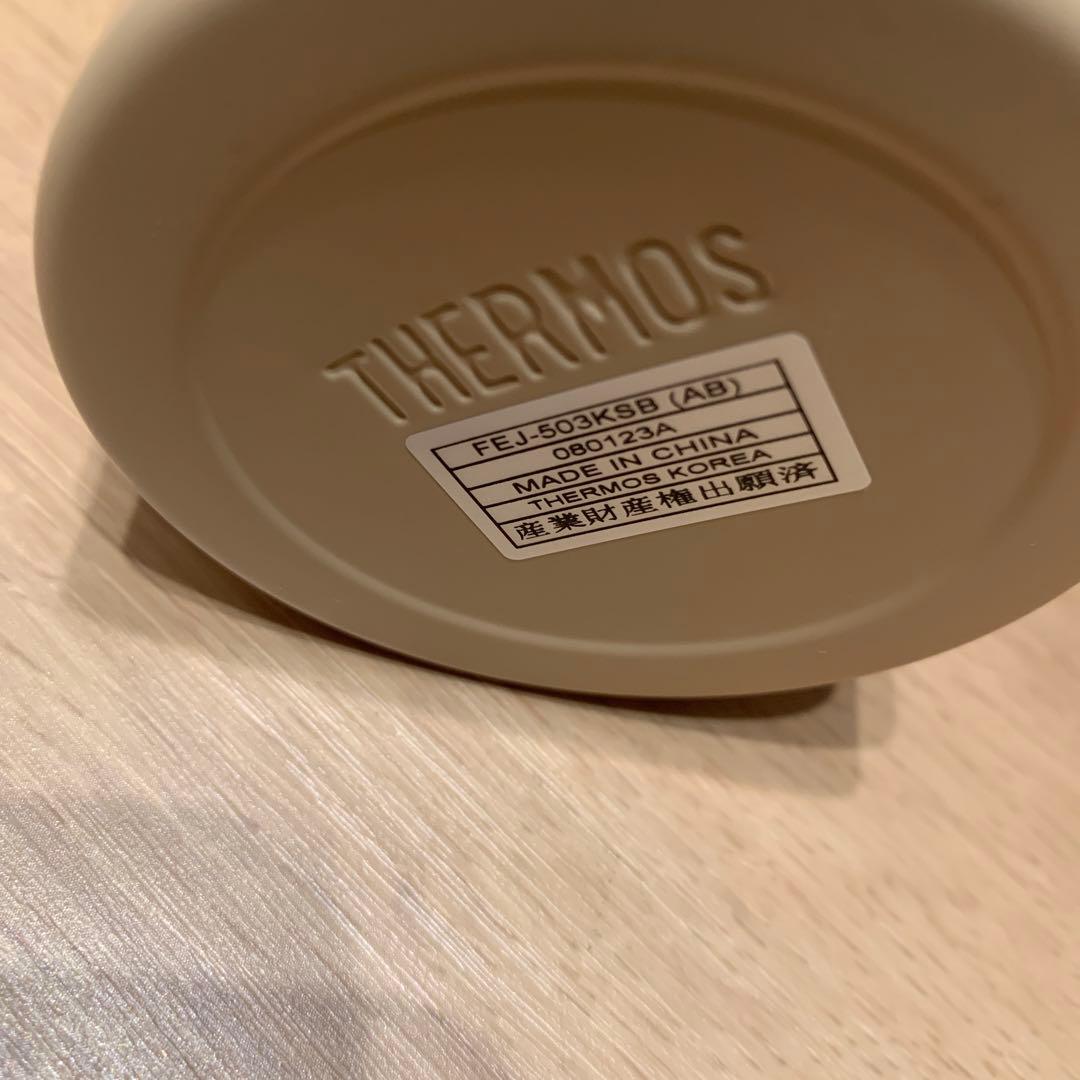 THERMOS
FEJ-503KSB (AB)
080123A
MADE IN CHINA
THERMOS KOREA
産業財産権出願済